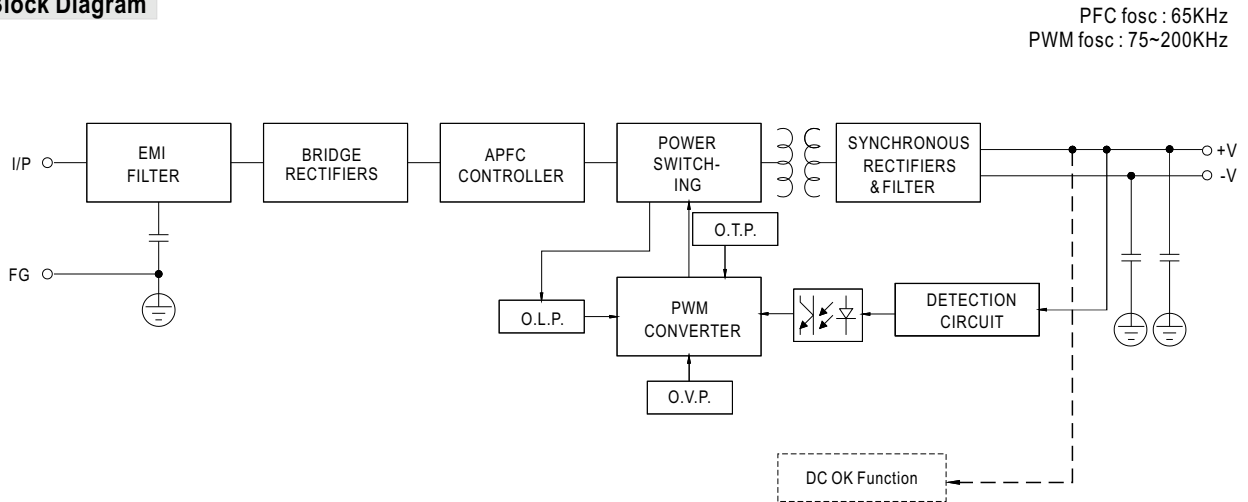 Block Diagram
PFC fosc : 65KHz
PWM fosc : 75~200KHz
I/P
EMI
FILTER
BRIDGE
RECTIFIERS
APFC
CONTROLLER
POWER
SWITCH-
ING
SYNCHRONOUS
RECTIFIERS
& FILTER
+V
-V
O.T.P.
FG
O.L.P.
PWM
CONVERTER
DETECTION
CIRCUIT
O.V.P.
DC OK Function